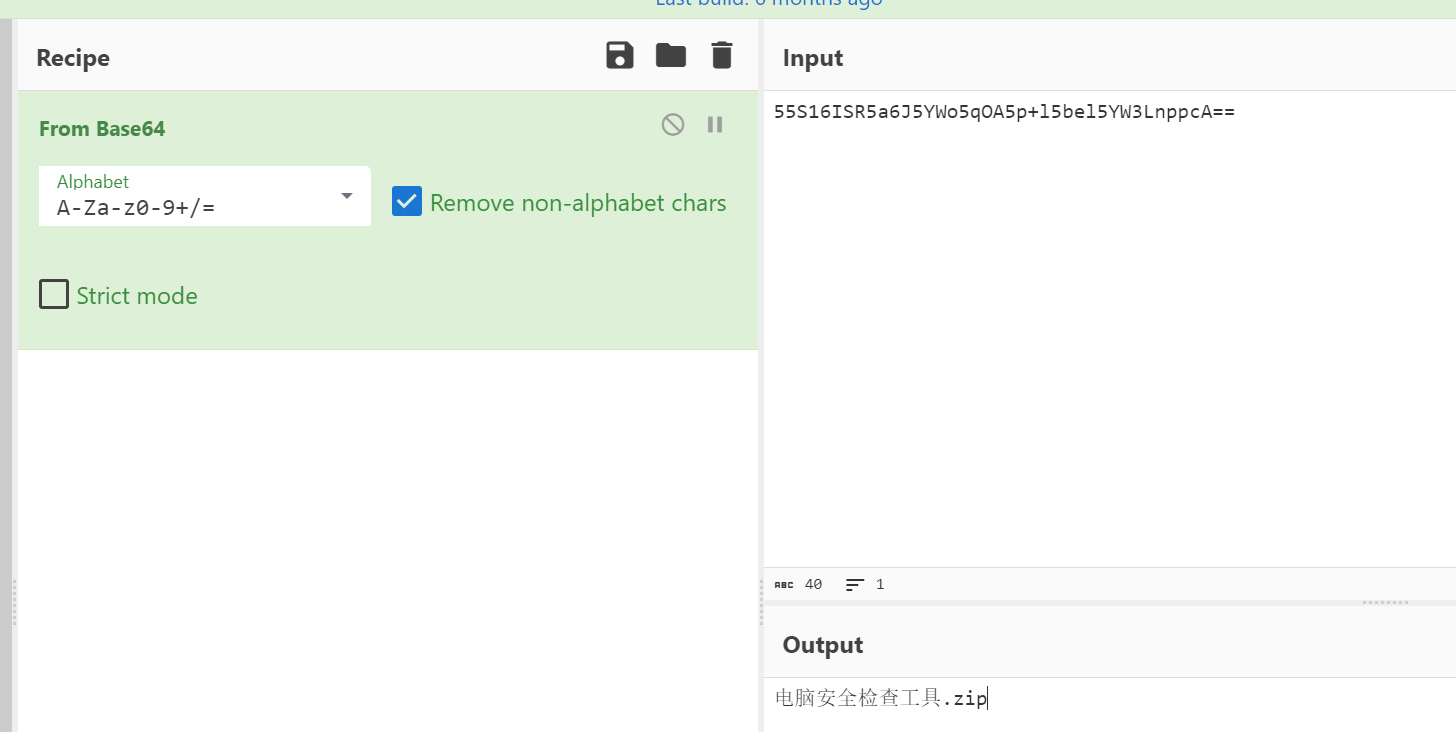 Last build: 6 months ago
Recipe
Input
From Base64
Alphabet
A-Za-z0-9+/=
Remove non-alphabet chars
Strict mode
55S16ISR5a6J5YWo5qOA5p+l5bel5YW3LnppcA==
ABC 40 1
Output
电脑安全检查工具.zip